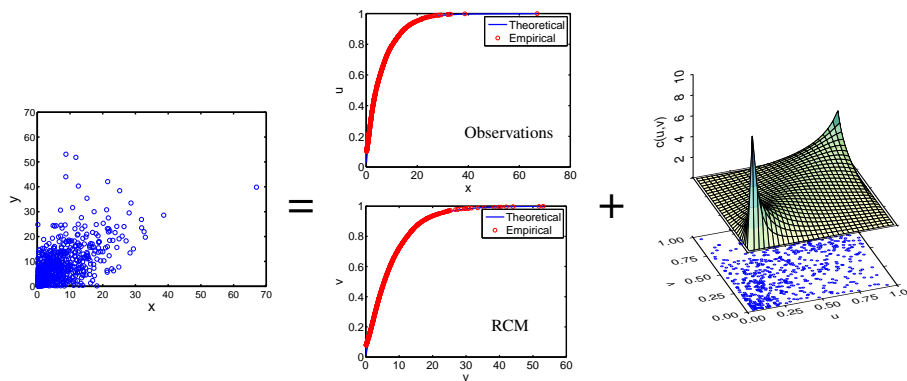 70
60
50
40
30
20
10
0
y
0 10 20 30 40 50 60 70
x
=
1
0.8
0.6
0.4
0.2
0
u
Theoretical
Empirical
Observations
0 20 40 60 80
x
1
0.8
0.6
0.4
0.2
0
v
Theoretical
Empirical
RCM
0 10 20 30 40 50 60
y
+
10
8
6
4
2
c(u,v)
1.00
0.75
0.50
0.25
0.00
v
0.00 0.25 0.50 0.75 1.0
u